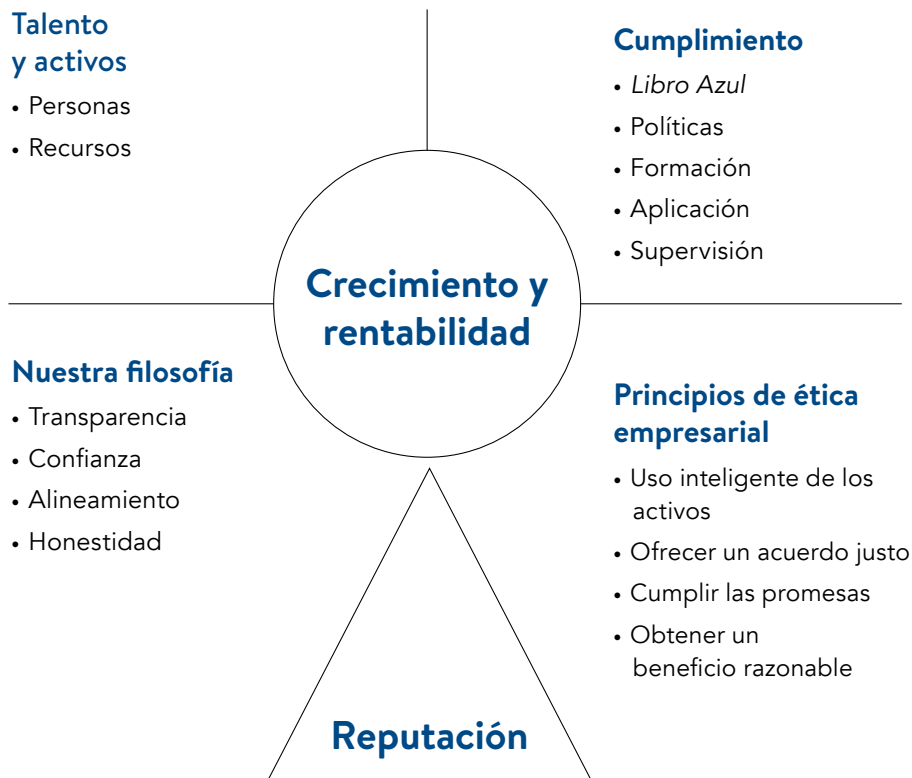 Talento
y activos
• Personas
• Recursos
Cumplimiento
• Libro Azul
• Políticas
• Formación
• Aplicación
• Supervisión
Crecimiento y
rentabilidad
Nuestra filosofía
• Transparencia
• Confianza
• Alineamiento
• Honestidad
Principios de ética
empresarial
• Uso inteligente de los
activos
• Ofrecer un acuerdo justo
• Cumplir las promesas
• Obtener un
beneficio razonable
Reputación